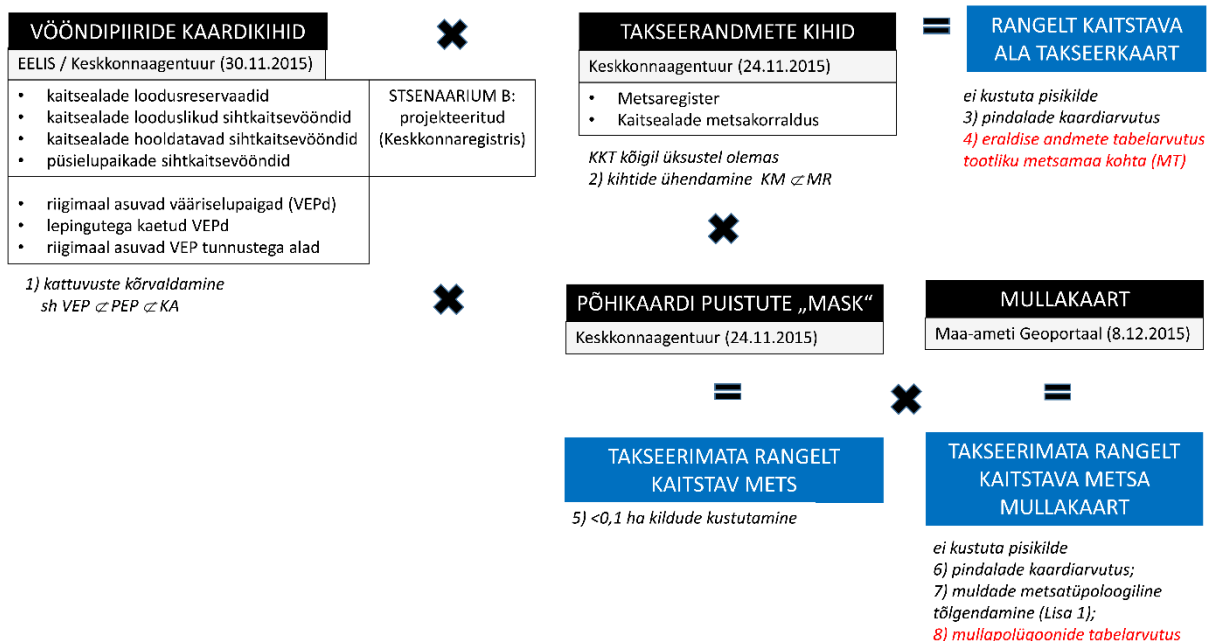 VÖÖNDIPIIRIDE KAARDIKIHID
EELIS / Keskkonnaagentuur (30.11.2015)
• kaitsealade loodusreservaadid
• kaitsealade looduslikud sihtkaitsevööndid
• kaitsealade hooldatavad sihtkaitsevööndid
• püsielupaikade sihtkaitsevööndid
STSENAARIUM B:
projekteeritud
(Keskkonnaregistris)
• riigimaal asuvad vääriselupaigad (VEPd)
• lepingutega kaetud VEPd
• riigimaal asuvad VEP tunnustega alad
1) kattuvuste kõrvaldamine
sh VEP ⊄ PEP ⊄ KA
TAKSEERANDMETE KIHID
Keskkonnaagentuur (24.11.2015)
• Metsaregister
• Kaitsealade metsakorraldus
KKT kõigil üksustel olemas
2) kihtide ühendamine KM ⊄ MR
RANGELT KAITSTAVA
ALA TAKSEERKAART
ei kustuta pisikilde
3) pindalade kaardiarvutus
4) eraldise andmete tabelarvutus
tootliku metsamaa kohta (MT)
PÕHIKAARDI PUISTUTE „MASK“
Keskkonnaagentuur (24.11.2015)
MULLAKAART
Maa-ameti Geoportaal (8.12.2015)
TAKSEERIMATA RANGELT
KAITSTAV METS
5) <0,1 ha kildude kustutamine
TAKSEERIMATA RANGELT
KAITSTAVA METSA
MULLAKAART
ei kustuta pisikilde
6) pindalade kaardiarvutus;
7) muldade metsatüpoloogiline
tõlgendamine (Lisa 1);
8) mullapolügoonide tabelarvutus